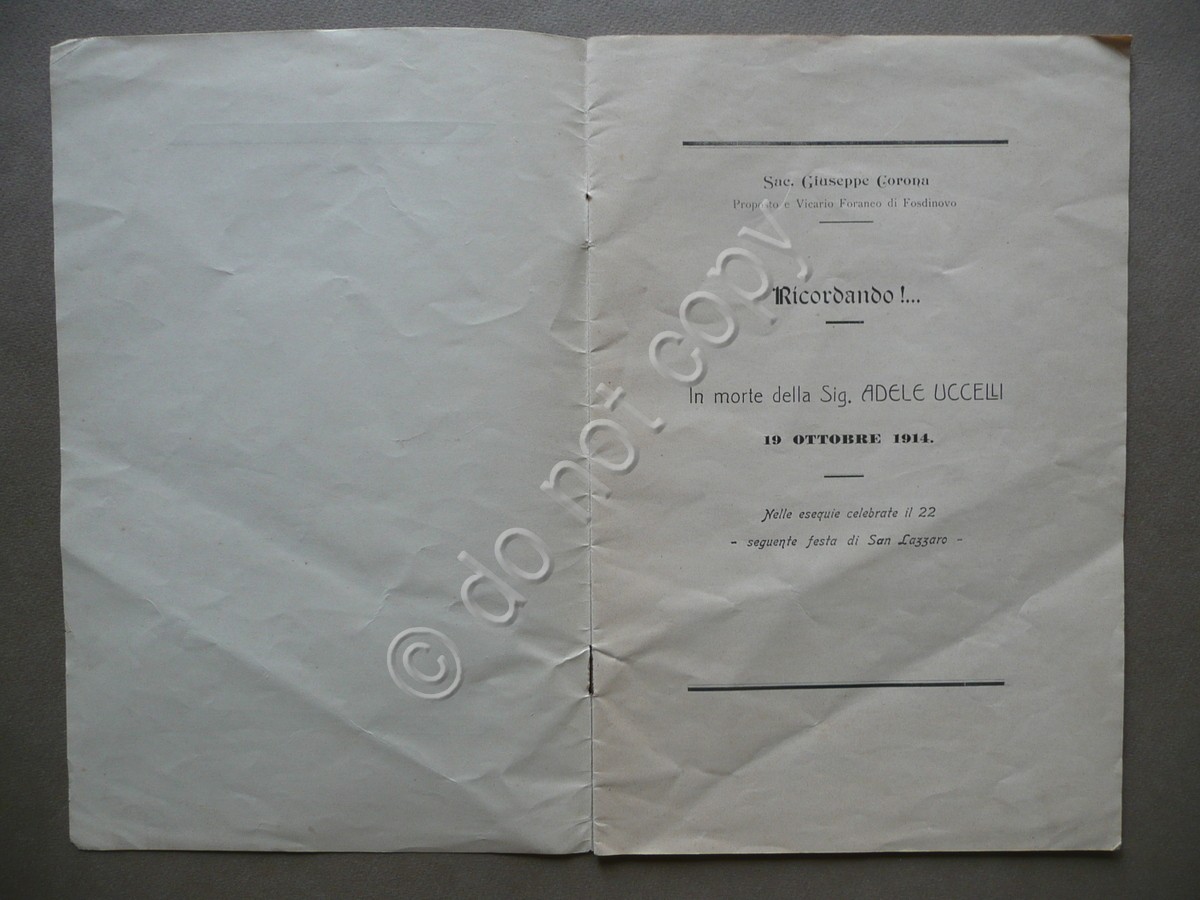 Sac. Giuseppe Corona
Proposto e Vicario Foraneo di Fosdinovo
Ricordando !...
In morte della Sig. ADELE UCCELLI
19 OTTOBRE 1914.
Nelle esequie celebrate il 22
- seguente festa di San Lazzaro -
© do not copy